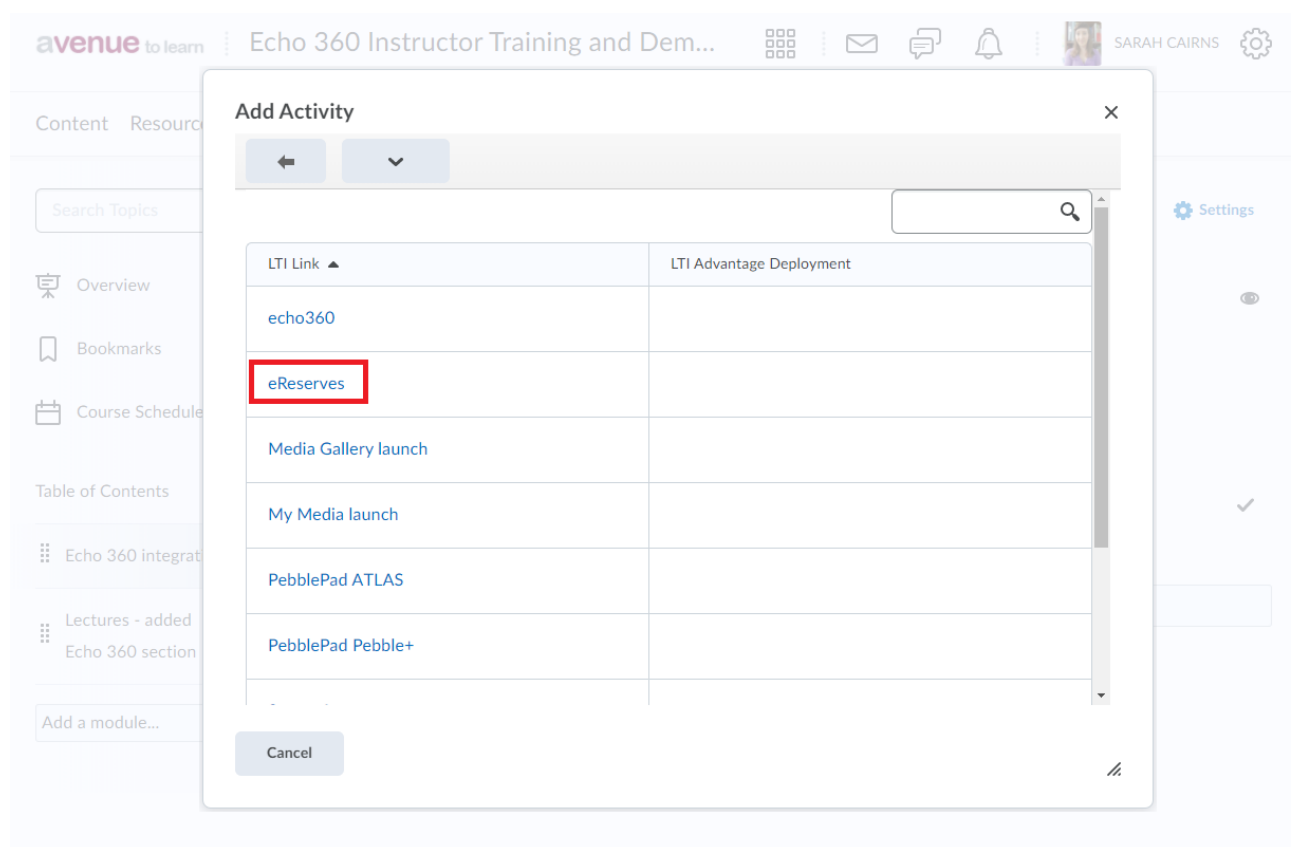 avenue to learn
Echo 360 Instructor Training and Dem...
SARAH CAIRNS
Content Resourc
Add Activity
Search Topics
Settings
LTI Link
LTI Advantage Deployment
Overview
echo360
Bookmarks
eReserves
Course Schedule
Media Gallery launch
Table of Contents
My Media launch
Echo 360 integrat
PebblePad ATLAS
Lectures - added
Echo 360 section
PebblePad Pebble+
Add a module...
Cancel